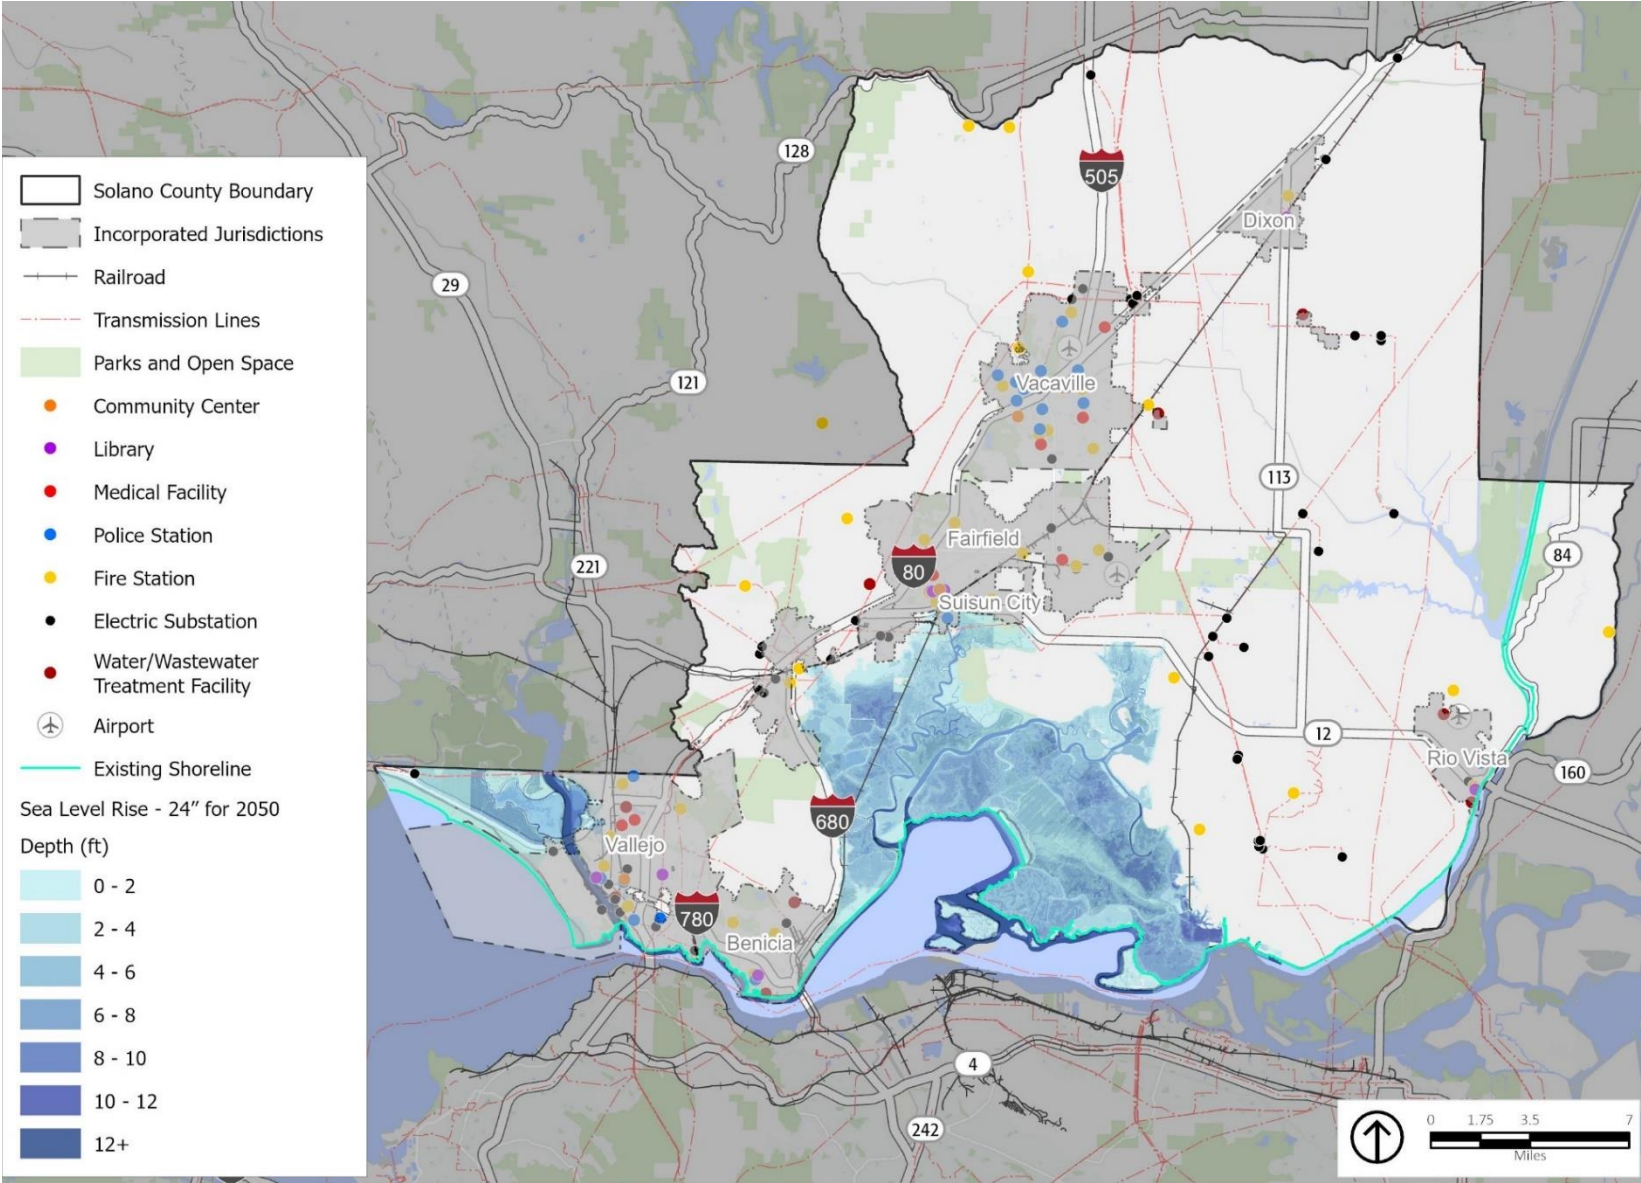 Solano County Boundary
Incorporated Jurisdictions
Railroad
Transmission Lines
Parks and Open Space
Community Center
Library
Medical Facility
Police Station
Fire Station
Electric Substation
Water/Wastewater
Treatment Facility
Airport
Existing Shoreline
Sea Level Rise - 24” for 2050
Depth (ft)
0 - 2
2 - 4
4 - 6
6 - 8
8 - 10
10 - 12
12+
128
505
Dixon
29
121
Vacaville
113
Fairfield
84
221
80
Suisun City
12
Rio Vista
160
680
Vallejo
780
Benicia
4
242
0 1.75 3.5 7
Miles